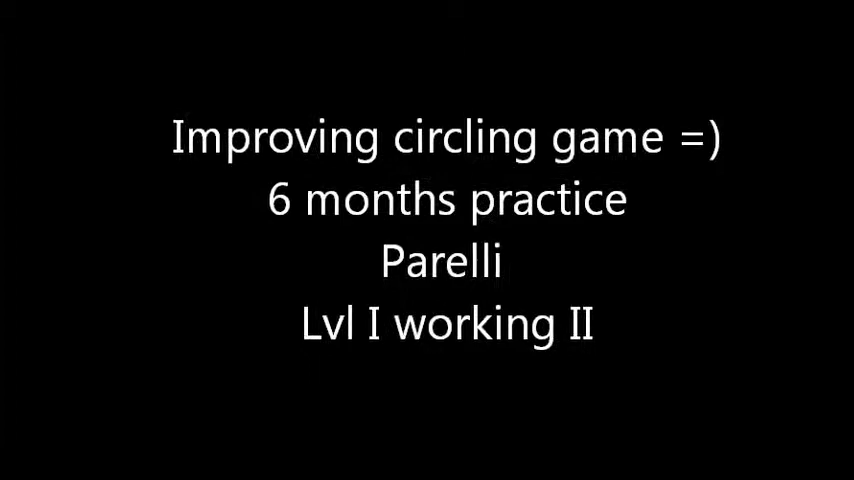 Improving circling game =)
6 months practice
Parelli
Lvl I working II